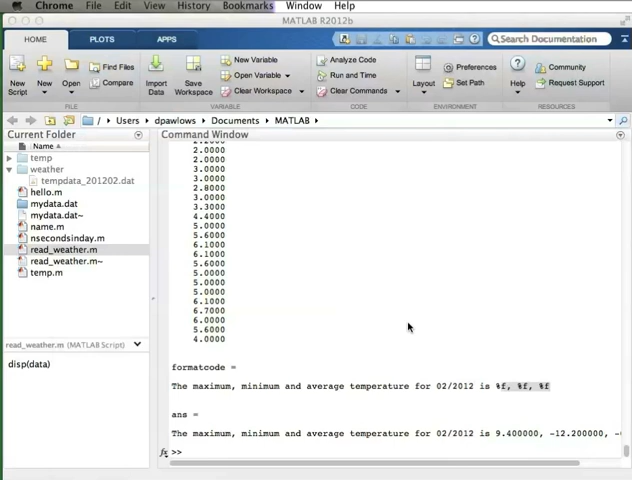 Chrome File Edit View History Bookmarks Window Help
MATLAB R2012b
HOME PLOTS APPS
Search Documentation
New Script
New
Open
Find Files
Compare
Import Data
Save Workspace
New Variable
Open Variable
Clear Workspace
Analyze Code
Run and Time
Clear Commands
Layout
Preferences
Set Path
Help
Community
Request Support
FILE VARIABLE CODE ENVIRONMENT RESOURCES
/ Users dpawlows Documents MATLAB
Current Folder
Name
temp
weather
tempdata_201202.dat
hello.m
mydata.dat
mydata.dat~
name.m
nsecondsinday.m
read_weather.m
read_weather.m~
temp.m
read_weather.m (MATLAB Script)
disp(data)
Command Window
2.0000
2.0000
3.0000
3.0000
2.8000
3.0000
3.3000
4.4000
5.0000
5.6000
6.1000
6.1000
5.6000
5.0000
5.0000
5.0000
6.1000
6.7000
6.0000
5.6000
4.0000
formatcode =
The maximum, minimum and average temperature for 02/2012 is %f, %f, %f
ans =
The maximum, minimum and average temperature for 02/2012 is 9.400000, -12.200000,
fx >>